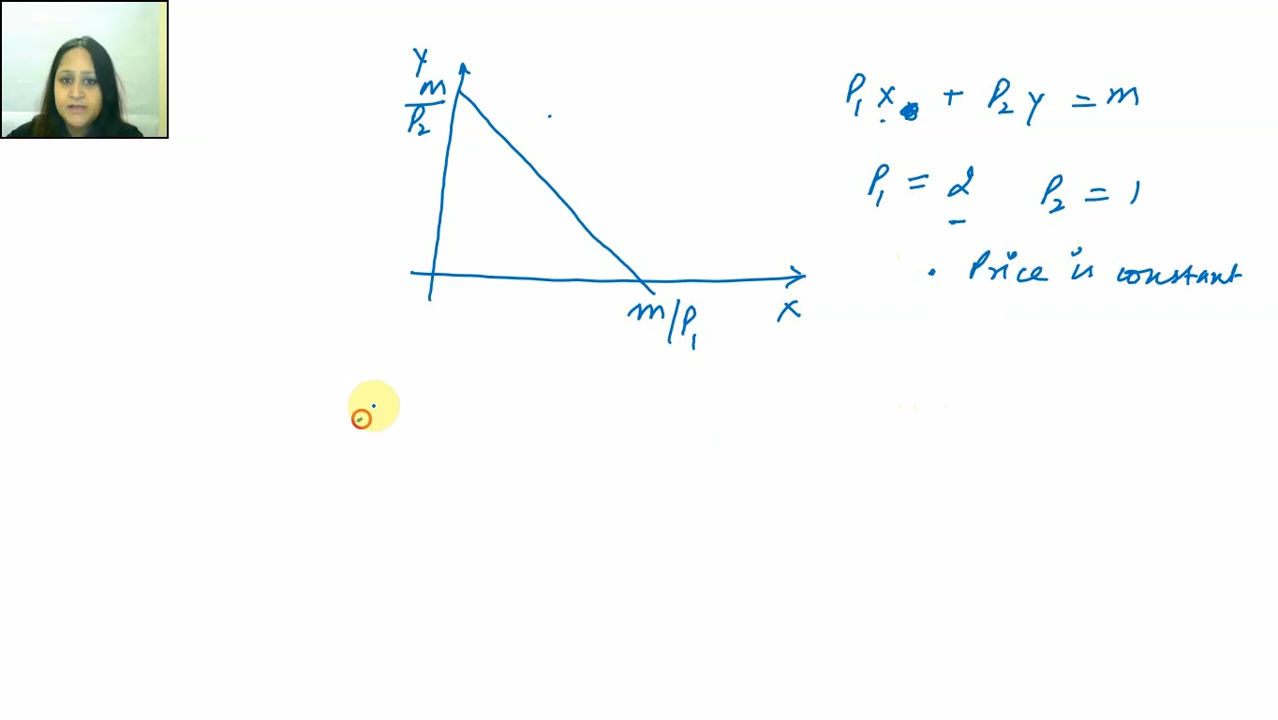 Y
m
P₂
P₁ x + P₂ y = m
P₁ = 2 P₂ = 1
Price is constant
m/P₁
X